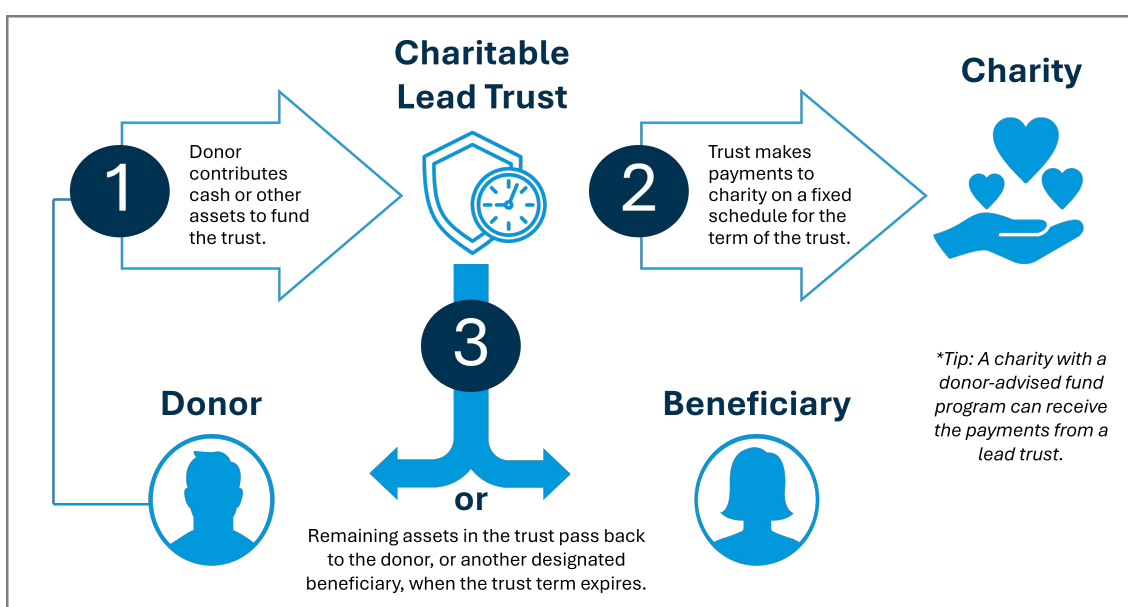 Charitable
Lead Trust
Charity
1
Donor
contributes
cash or other
assets to fund
the trust.
2
Trust makes
payments to
charity on a fixed
schedule for the
term of the trust.
3
*Tip: A charity with a
donor-advised fund
program can receive
the payments from a
lead trust.
Donor
Beneficiary
or
Remaining assets in the trust pass back
to the donor, or another designated
beneficiary, when the trust term expires.